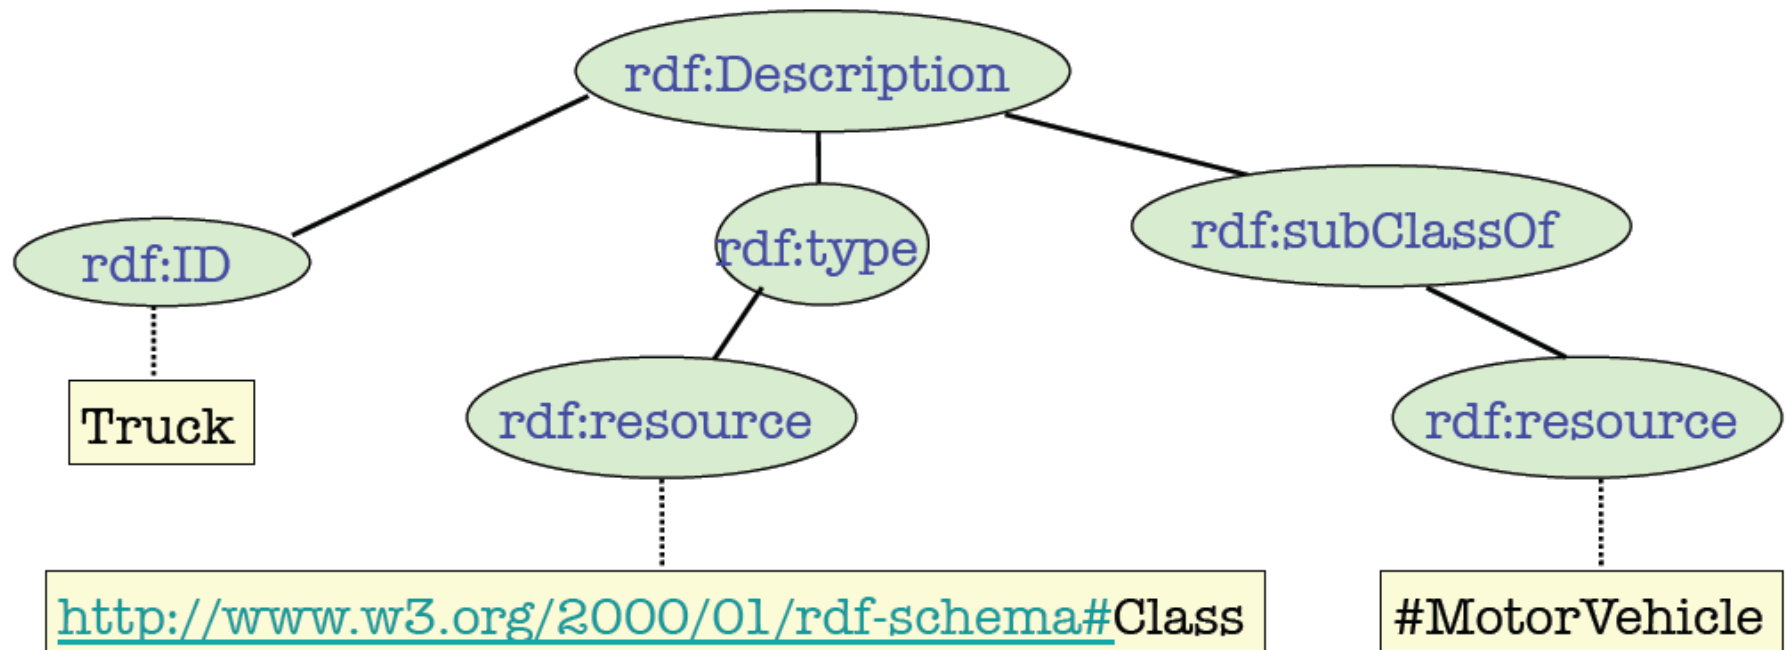 rdf:Description
rdf:ID
rdf:type
rdf:subClassOf
Truck
rdf:resource
rdf:resource
http://www.w3.org/2000/01/rdf-schema#Class
#MotorVehicle